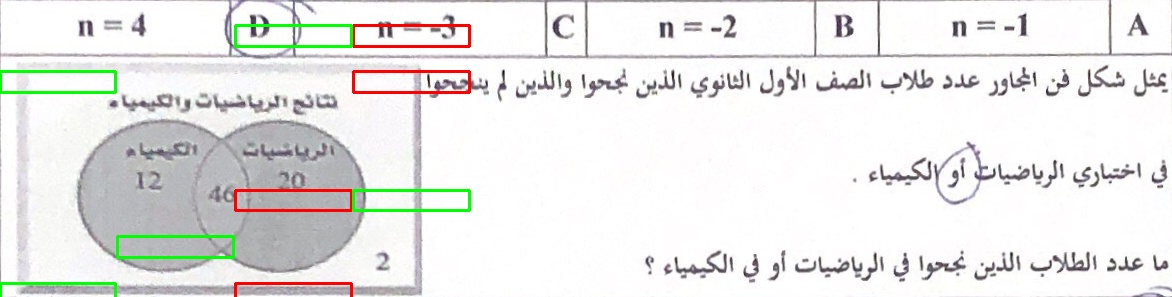 A n = -1 B n = -2 C n = -3 D n = 4
يمثل شكل فن المجاور عدد طلاب الصف الأول الثانوي الذين نجحوا والذين لم ينجحوا
في اختباري الرياضيات أو الكيمياء .
ما عدد الطلاب الذين نجحوا في الرياضيات أو في الكيمياء ؟
نتائج الرياضيات والكيمياء
الرياضيات الكيمياء
20 46 12
2